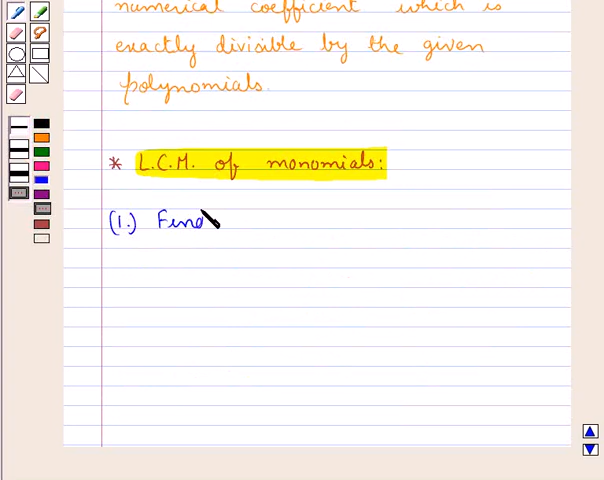 numerical coefficient which is
exactly divisible by the given
polynomials.
* L.C.M. of monomials:
(1.) Find